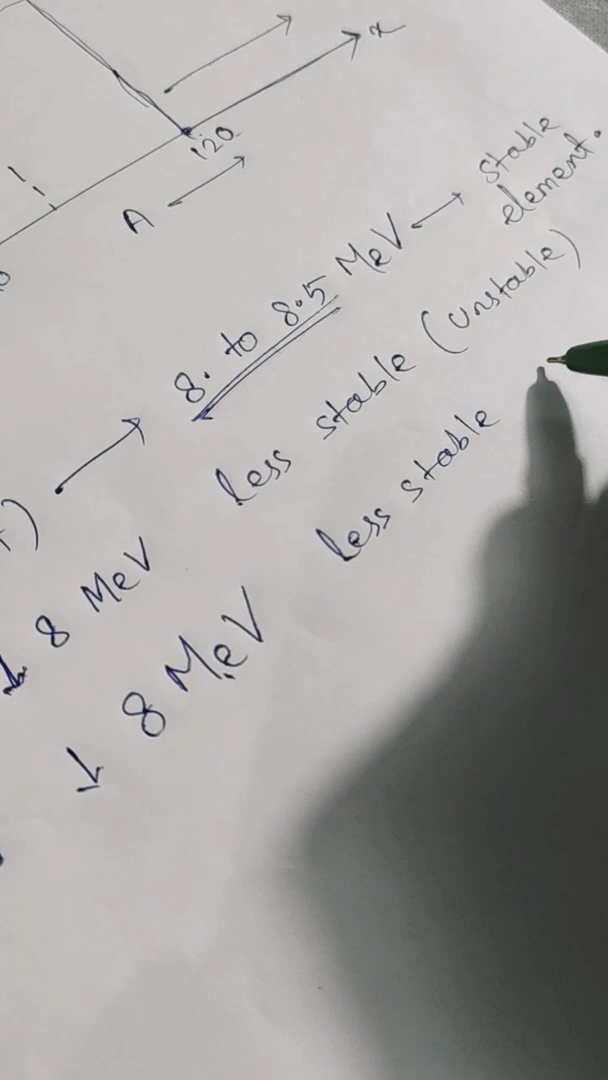 x
120
A
8. to 8.5 MeV → stable
element.
↓ 8 MeV less stable (unstable)
↓ 8 MeV less stable